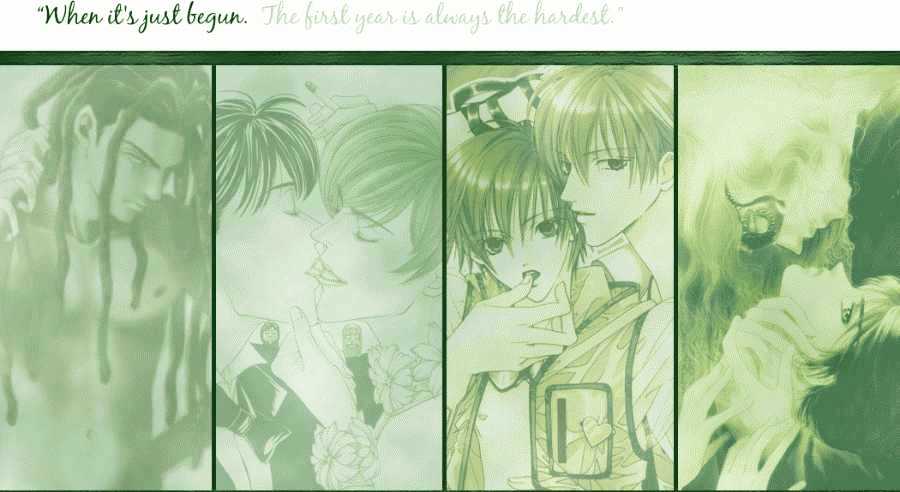 “When it's just begun. The first year is always the hardest.”